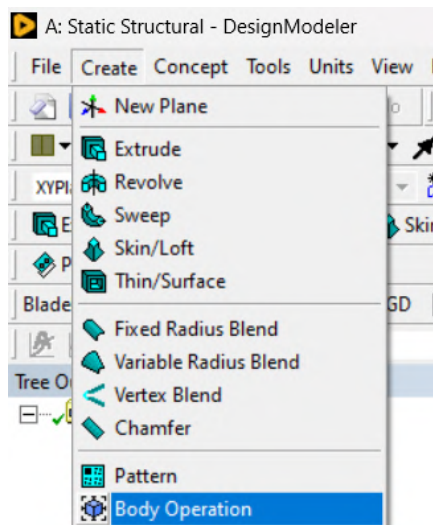 A: Static Structural - DesignModeler
File Create Concept Tools Units View
New Plane
Extrude
Revolve
XYPl
Sweep
E Skin/Loft Ski
Thin/Surface
Blade GD
Fixed Radius Blend
Variable Radius Blend
Tree O Vertex Blend
Chamfer
Pattern
Body Operation